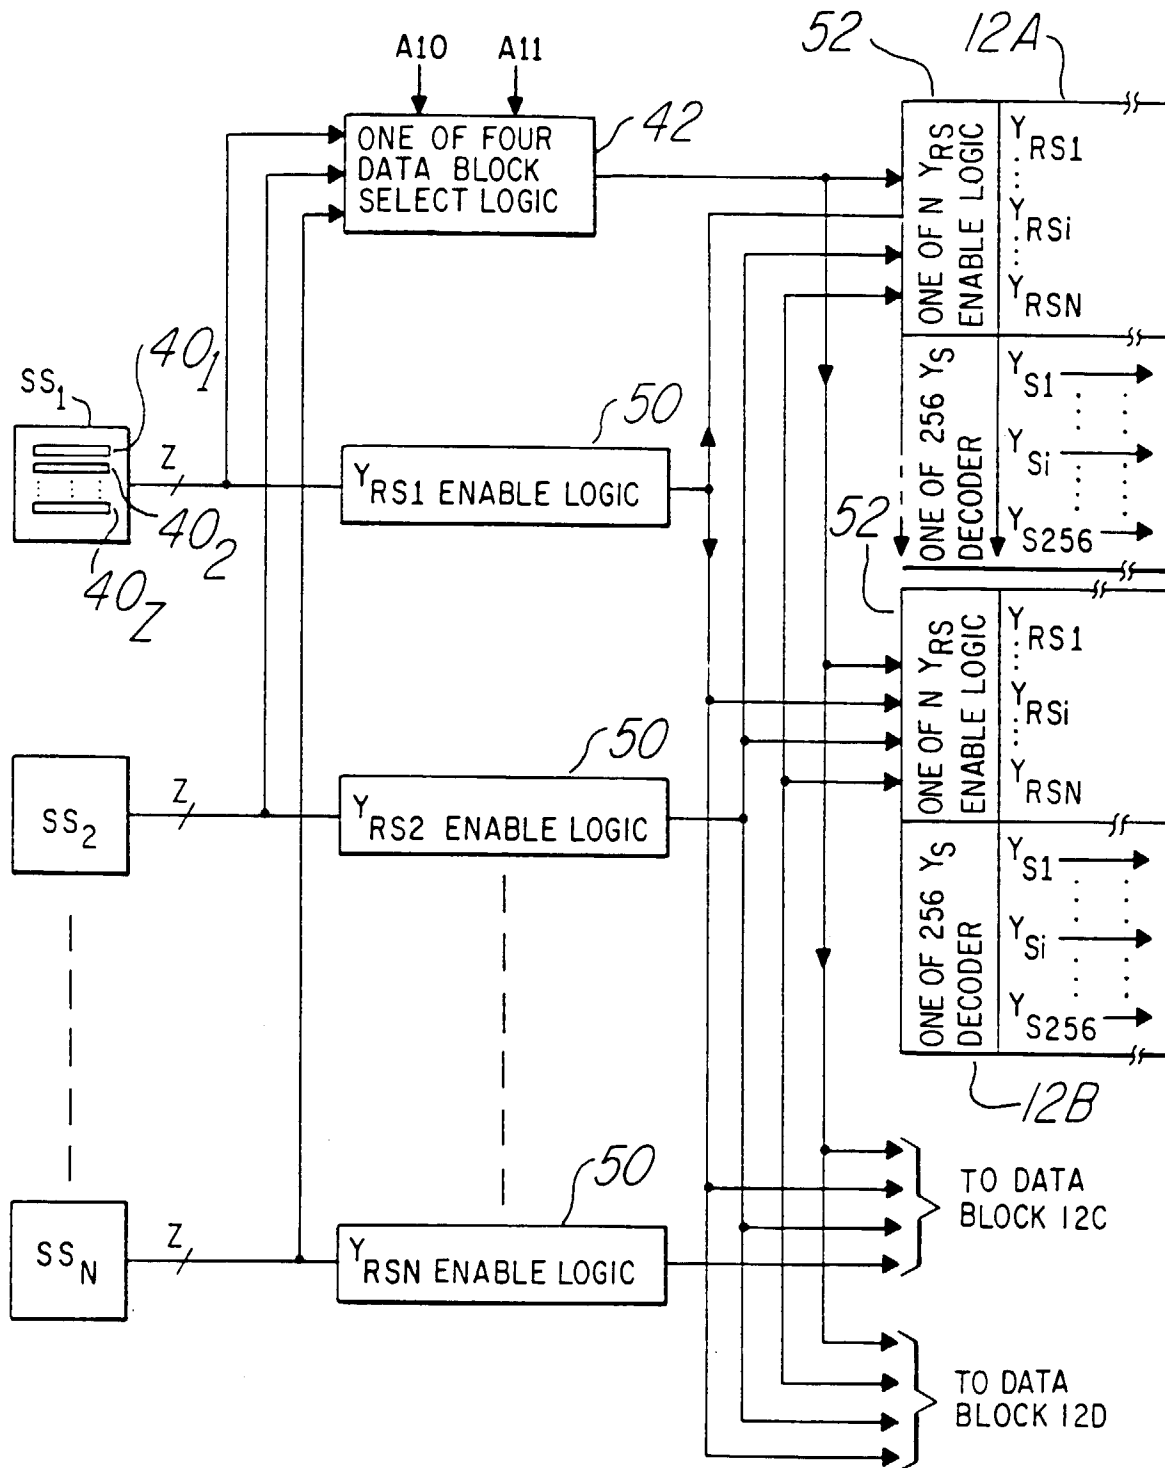 52
12A
A10 A11
42
ONE OF FOUR
DATA BLOCK
SELECT LOGIC
ONE OF N YRS
ENABLE LOGIC
YRS1
YRSi
YRSN
ONE OF 256 YS
DECODER
YS1
YSi
YS256
SS1
401
402
40Z
Z
50
YRS1 ENABLE LOGIC
52
ONE OF N YRS
ENABLE LOGIC
YRS1
YRSi
YRSN
SS2
Z
50
YRS2 ENABLE LOGIC
ONE OF 256 YS
DECODER
YS1
YSi
YS256
12B
SSN
Z
50
YRSN ENABLE LOGIC
TO DATA
BLOCK 12C
TO DATA
BLOCK 12D